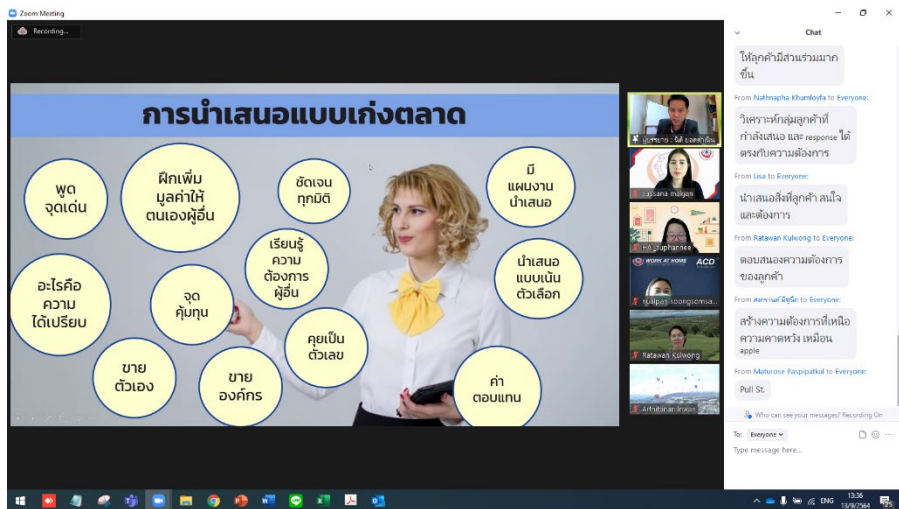 Zoom Meeting
Recording...
การนำเสนอแบบเก่งตลาด
พูด
จุดเด่น
ฝึกเพิ่ม
มูลค่าให้
ตนเองผู้อื่น
ชัดเจน
ทุกมิติ
มี
แผนงาน
นำเสนอ
เรียนรู้
ความ
ต้องการ
ผู้อื่น
นำเสนอ
แบบเน้น
ตัวเลือก
อะไรคือ
ความ
ได้เปรียบ
จุด
คุ้มทุน
คุยเป็น
ตัวเลข
ขาย
ตัวเอง
ขาย
องค์กร
ค่า
ตอบแทน
zassana malgan
EA_suphannee
WORK AT HOME ACD
Ratawan Kulwong
Chat
ให้ลูกค้ามีส่วนร่วมมาก
ขึ้น
From Nathnapha Khumloyfa to Everyone:
วิเคราะห์กลุ่มลูกค้าที่
กำลังเสนอ และ response ได้
ตรงกับความต้องการ
From Lisa to Everyone:
นำเสนอสิ่งที่ลูกค้า สนใจ
และต้องการ
From Ratawan Kulwong to Everyone:
ตอบสนองความต้องการ
ของลูกค้า
to Everyone:
สร้างความต้องการที่เหนือ
ความคาดหวัง เหมือน
apple
From Maturose Paspipatkul to Everyone:
Pull St.
Who can see your messages? Recording On
To: Everyone
Type message here...
ENG
13:36
13/9/2564